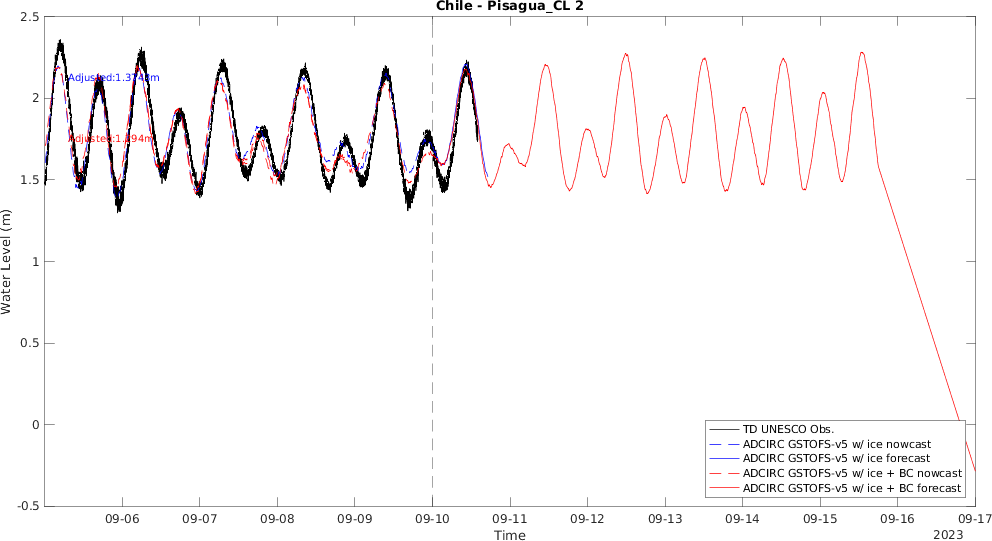 Chile - Pisagua_CL 2
2.5
2
1.5
1
0.5
0
-0.5
Water Level (m)
Adjusted:1.3748m
TD UNESCO Obs.
ADCIRC GSTOFS-v5 w/ ice nowcast
ADCIRC GSTOFS-v5 w/ ice forecast
ADCIRC GSTOFS-v5 w/ ice + BC nowcast
ADCIRC GSTOFS-v5 w/ ice + BC forecast
09-06 09-07 09-08 09-09 09-10 09-11 09-12 09-13 09-14 09-15 09-16 09-17
Time
2023